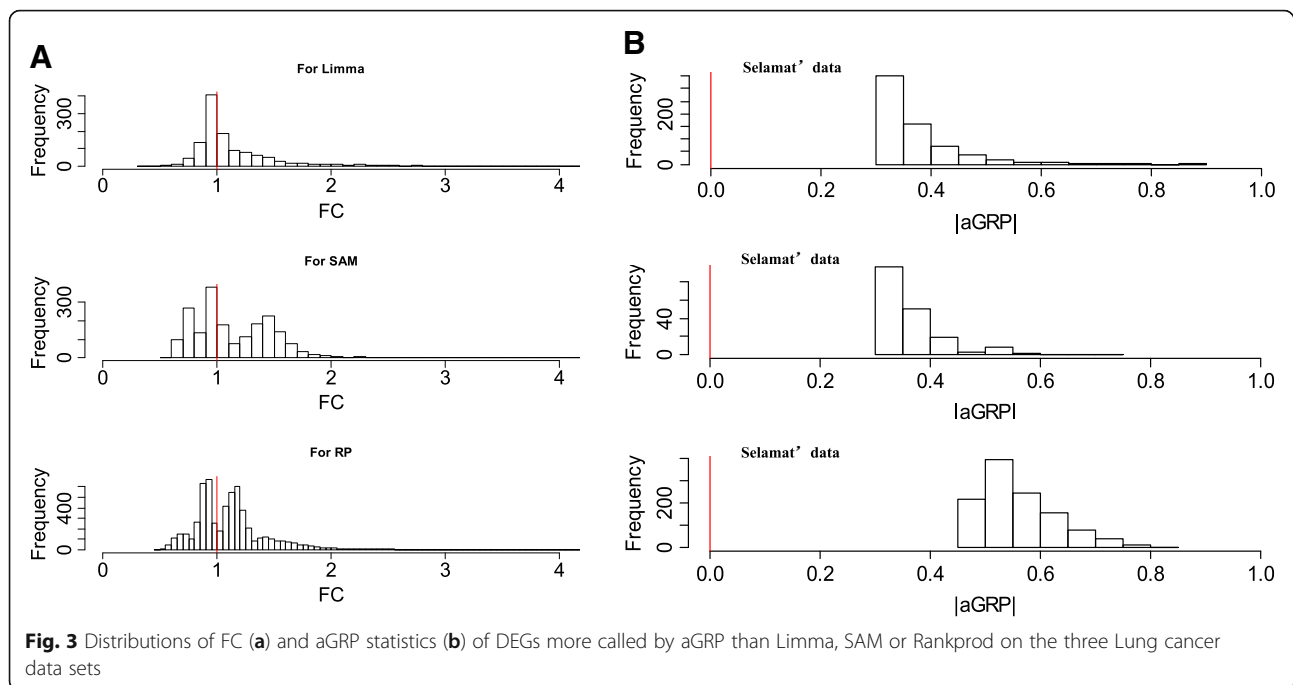 A
For Limma
Frequency
0 300
0 1 2 3 4
FC
For SAM
Frequency
0 300
0 1 2 3 4
FC
For RP
Frequency
0 400
0 1 2 3 4
FC
B
Selamat’ data
Frequency
0 200
0.0 0.2 0.4 0.6 0.8 1.0
|aGRP|
Selamat’ data
Frequency
0 40
0.0 0.2 0.4 0.6 0.8 1.0
|aGRP|
Selamat’ data
Frequency
0 200
0.0 0.2 0.4 0.6 0.8 1.0
|aGRP|
Fig. 3 Distributions of FC (a) and aGRP statistics (b) of DEGs more called by aGRP than Limma, SAM or Rankprod on the three Lung cancer
data sets